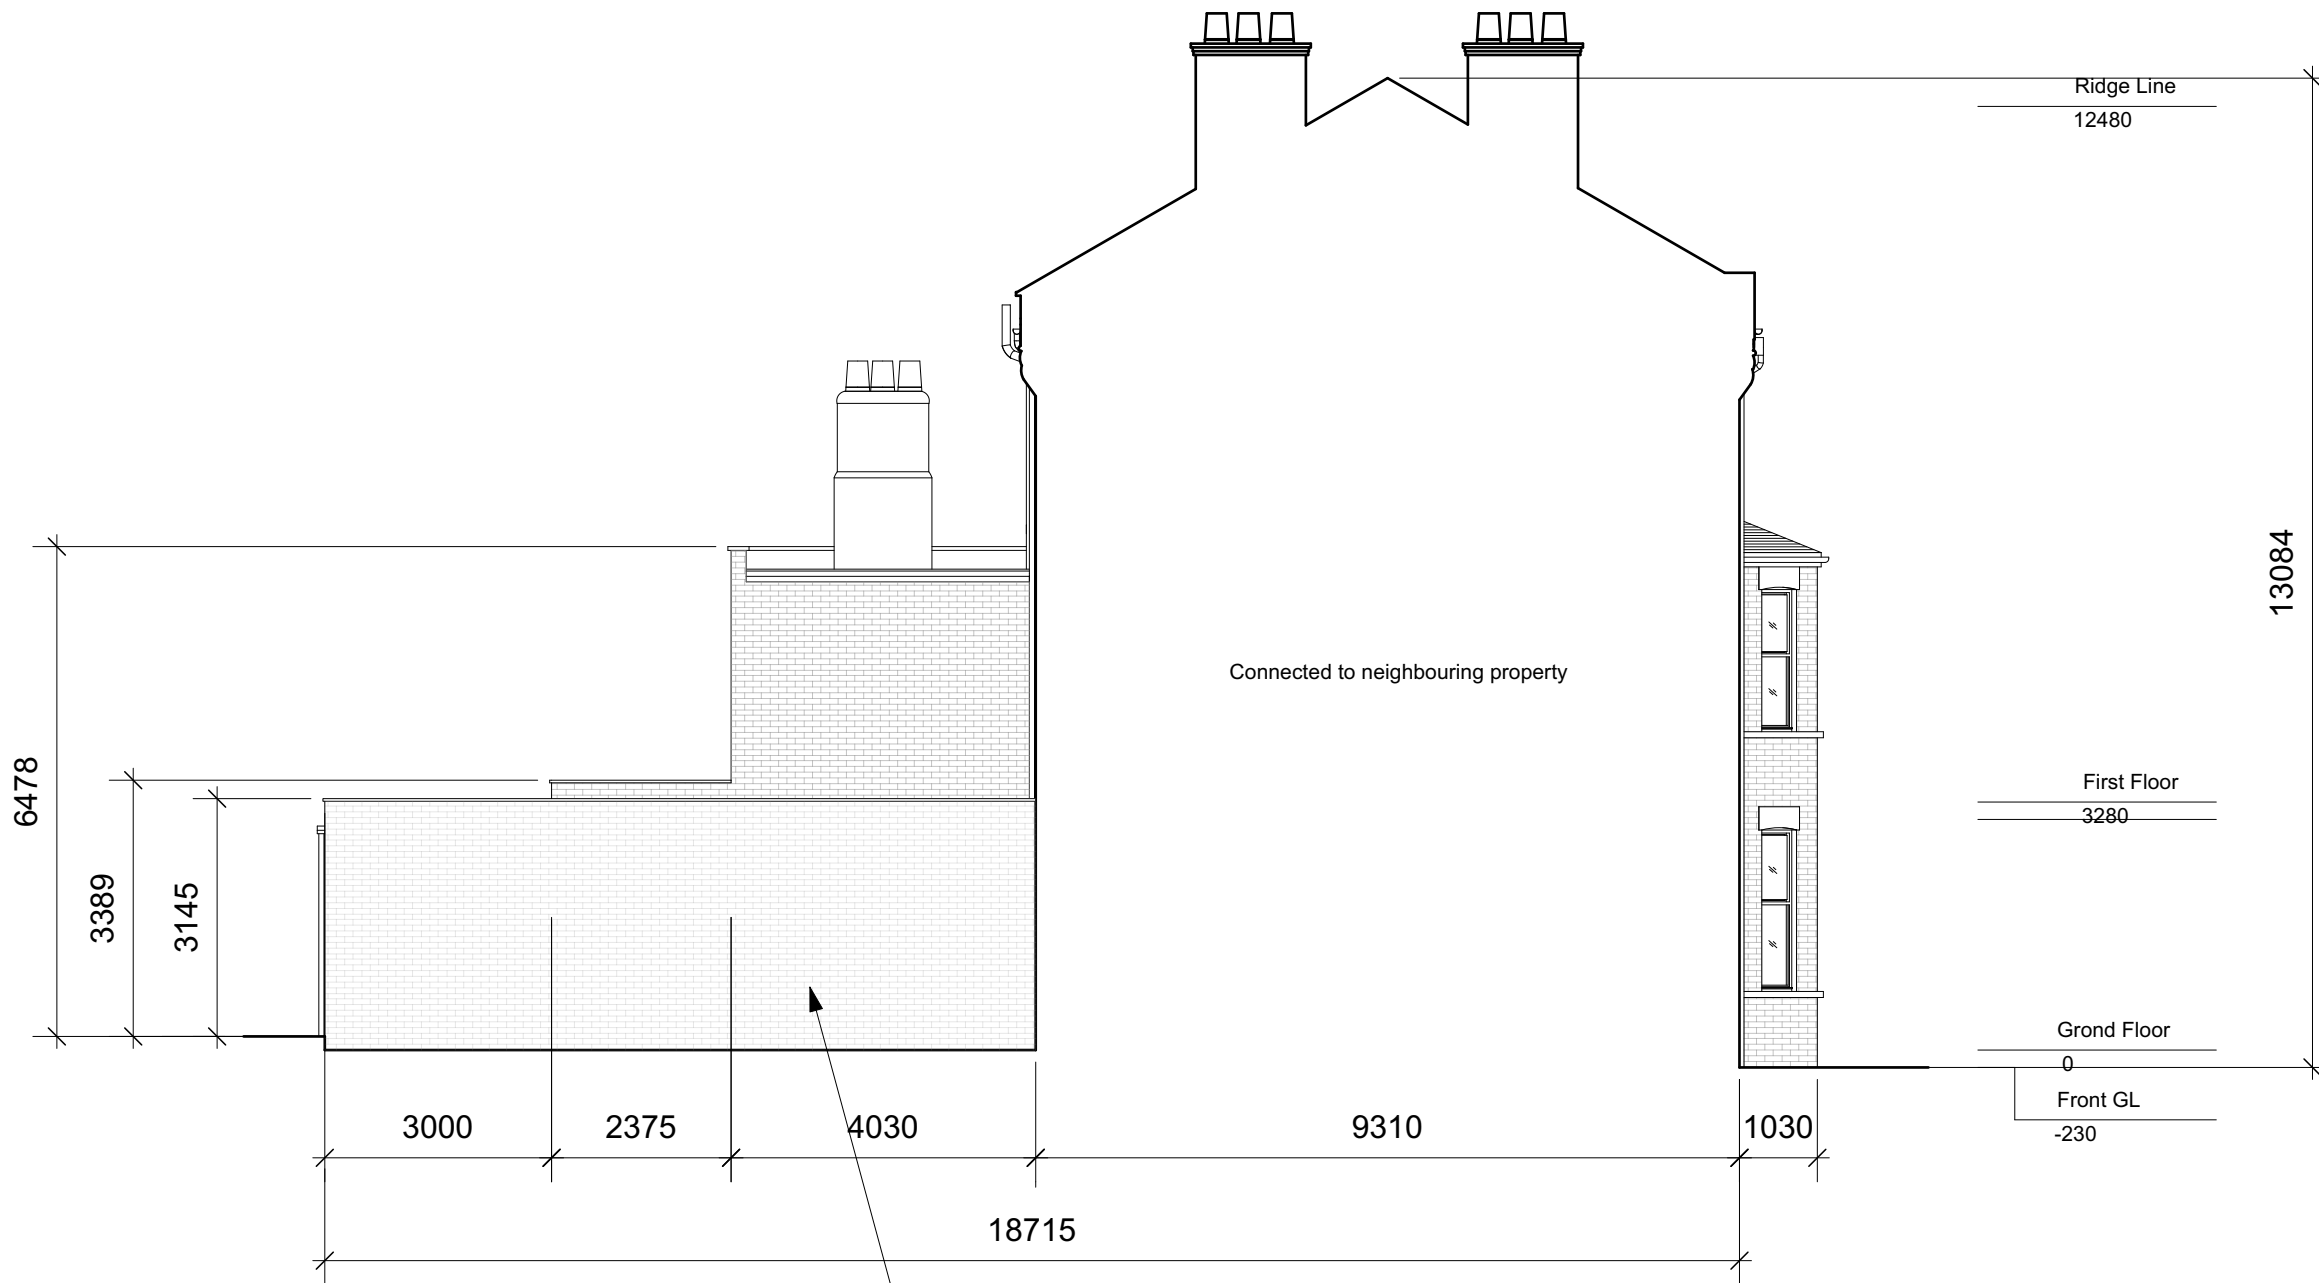 Ridge Line
12480
13084
Connected to neighbouring property
6478
3389
3145
First Floor
3280
Grond Floor
0
Front GL
-230
3000
2375
4030
9310
1030
18715